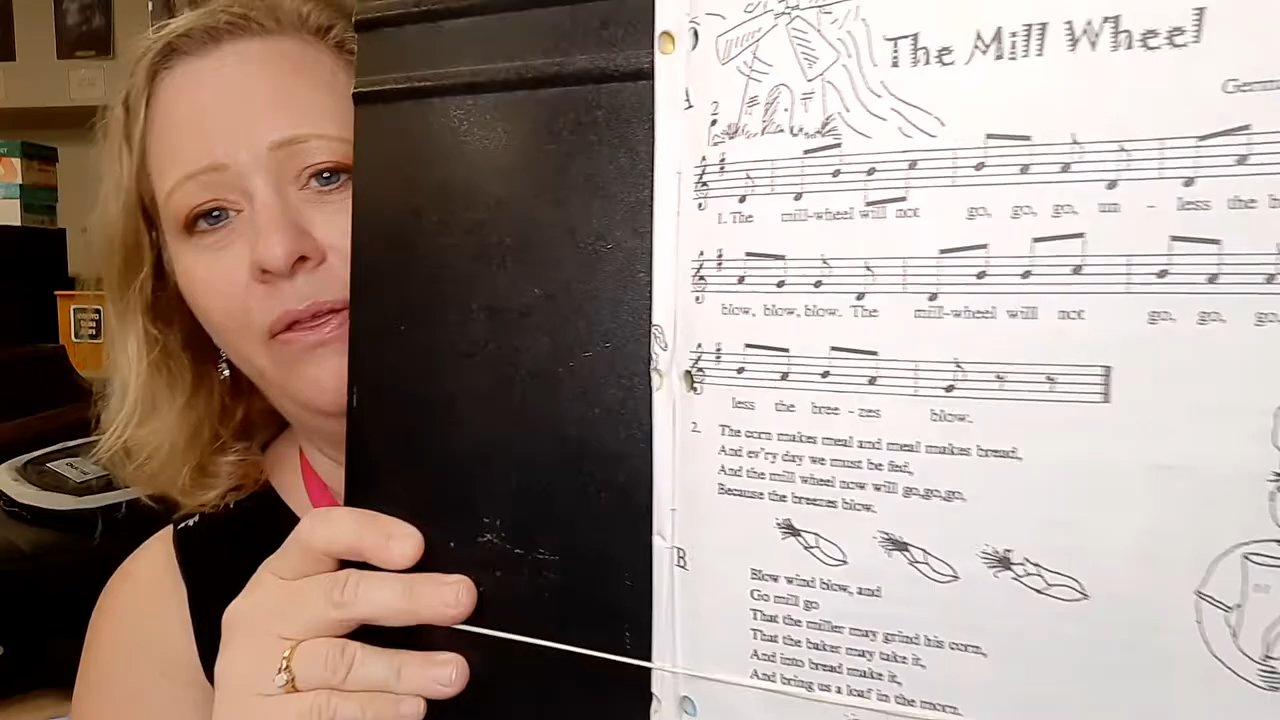 The Mill Wheel
A
2
1. The mill-wheel will not go, go, go, un - less the
blow, blow, blow. The mill-wheel will not go, go, go
less the bree - zes blow.
2. The corn makes meal and meal makes bread,
And ev'ry day we must be fed,
And the mill wheel now will go,go,go,
Because the breezes blow.
B
Blow wind blow, and
Go mill go
That the miller may grind his corn,
That the baker may take it,
And into bread make it,
And bring us a loaf in the morn.